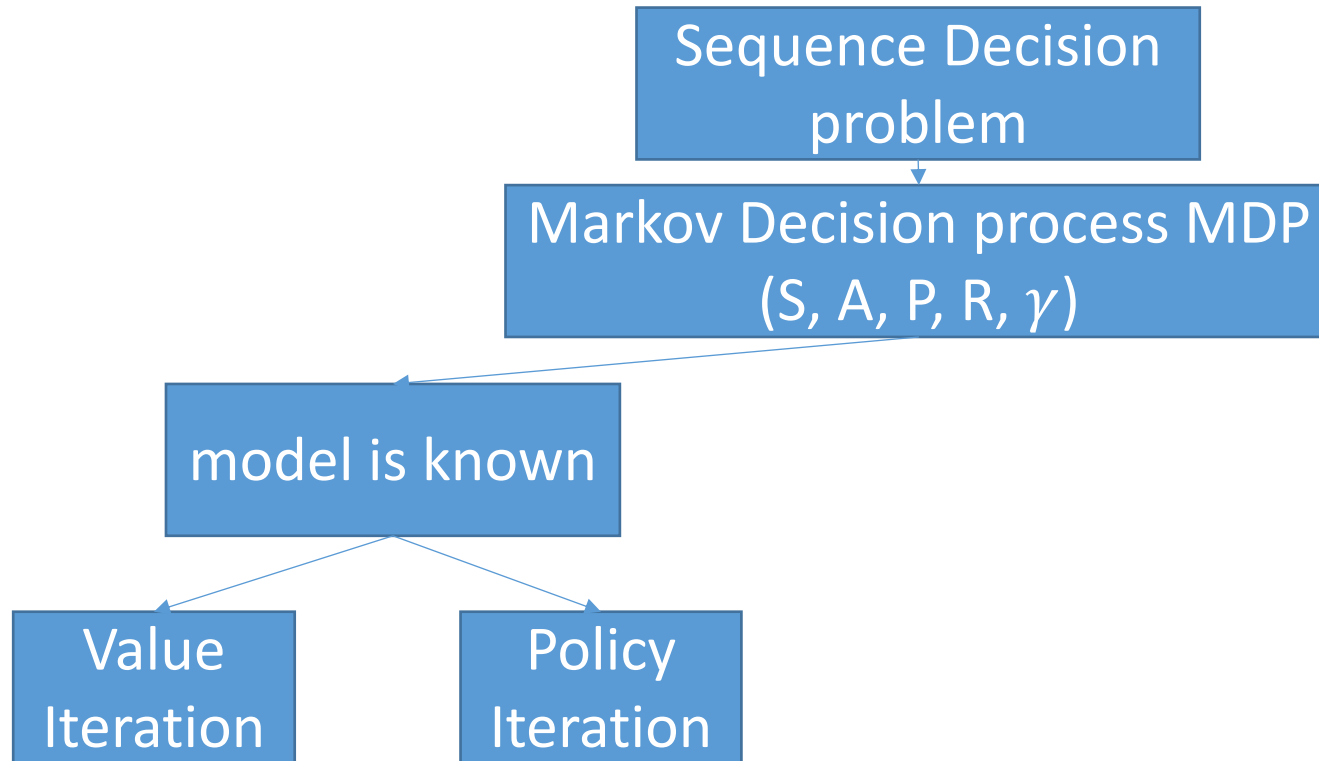 Sequence Decision
problem
Markov Decision process MDP
(S, A, P, R, γ)
model is known
Value
Iteration
Policy
Iteration